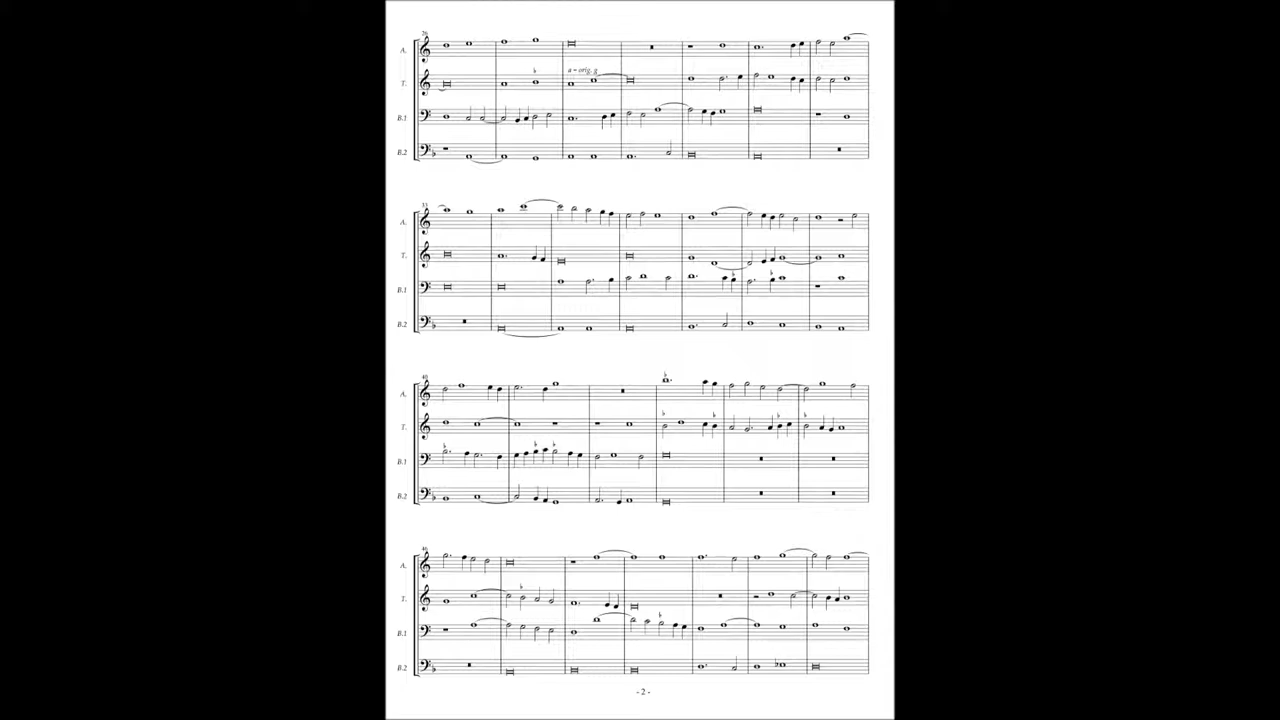 26
A.
T.
a = orig. g
B.1
B.2
33
A.
T.
B.1
B.2
40
A.
T.
B.1
B.2
46
A.
T.
B.1
B.2
- 2 -